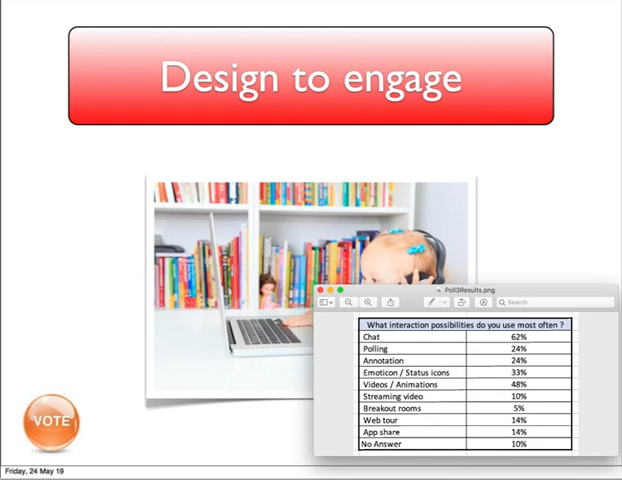 Design to engage
Poll3Results.png
Search
What interaction possibilities do you use most often ?
Chat 62%
Polling 24%
Annotation 24%
Emoticon / Status icons 33%
Videos / Animations 48%
Streaming video 10%
Breakout rooms 5%
Web tour 14%
App share 14%
No Answer 10%
VOTE
Friday, 24 May 19